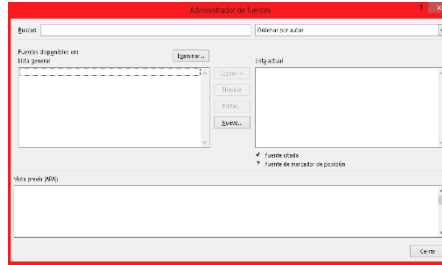 Administrador de fuentes
Buscar:
Ordenar por autor
Fuentes disponibles en:
Lista general
Examinar...
Lista actual
Copiar ->
Eliminar
Editar...
Nuevo...
✓ fuente citada
? fuente de marcador de posición
Vista previa (APA):
Cerrar